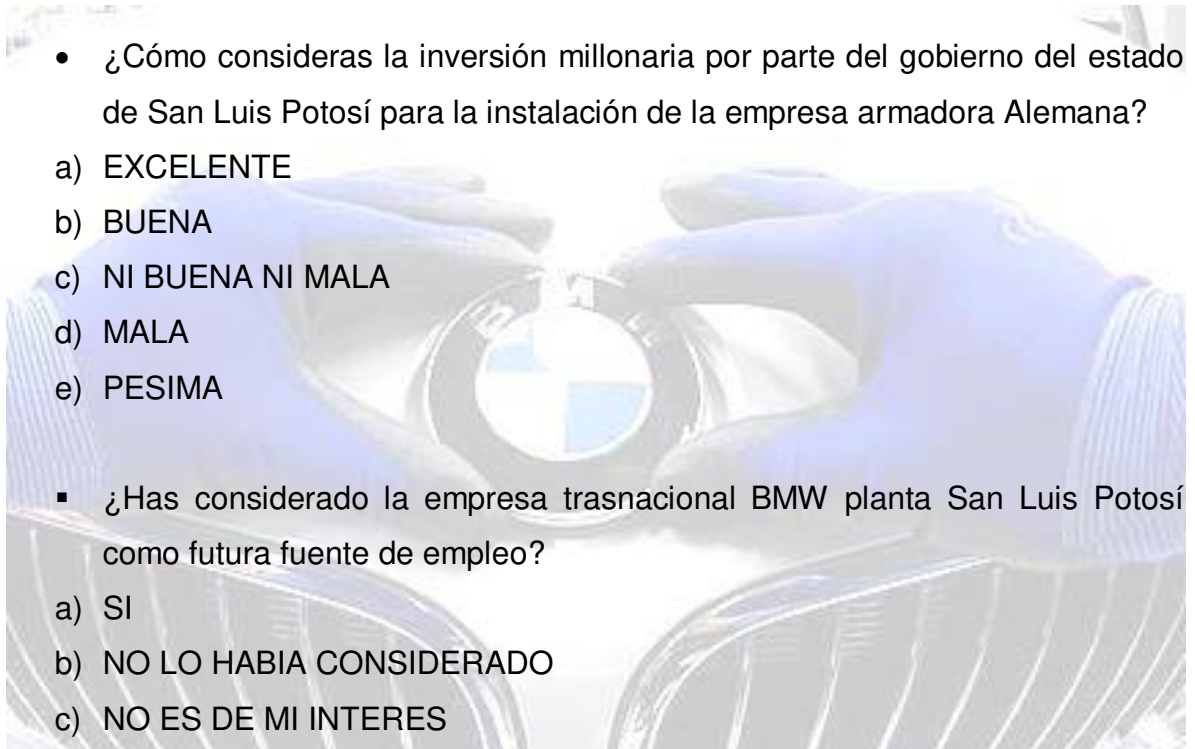 • ¿Cómo consideras la inversión millonaria por parte del gobierno del estado
de San Luis Potosí para la instalación de la empresa armadora Alemana?
a) EXCELENTE
b) BUENA
c) NI BUENA NI MALA
d) MALA
e) PESIMA
▪ ¿Has considerado la empresa trasnacional BMW planta San Luis Potosí
como futura fuente de empleo?
a) SI
b) NO LO HABIA CONSIDERADO
c) NO ES DE MI INTERES